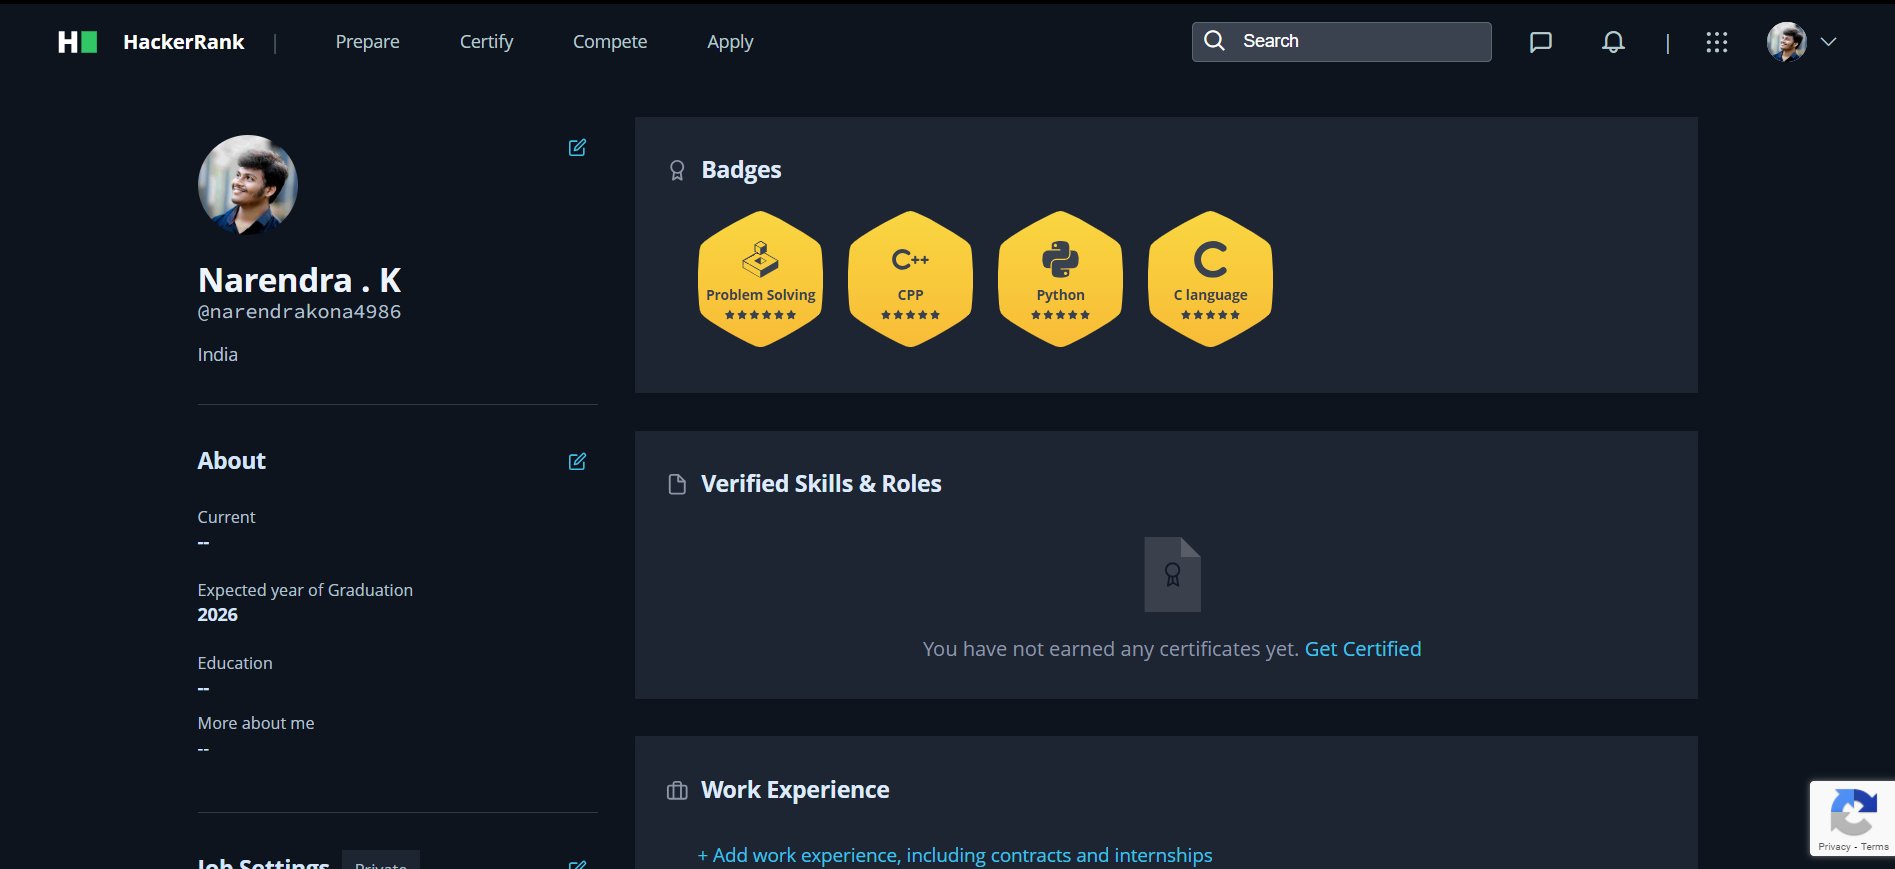 H HackerRank | Prepare Certify Compete Apply Search |
Narendra . K
@narendrakona4986
India
About
Current
--
Expected year of Graduation
2026
Education
--
More about me
--
Job Settings Private
Badges
Problem Solving
C++
CPP
Python
C
C language
Verified Skills & Roles
You have not earned any certificates yet. Get Certified
Work Experience
+ Add work experience, including contracts and internships
Privacy - Terms